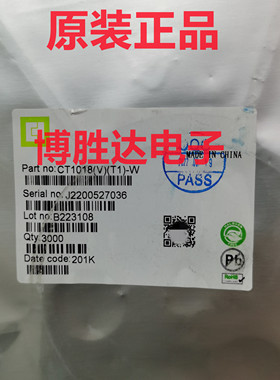 原装正品
MADE IN CHINA
博胜达电子
Part no:CT1018(V)(T1)-W
PASS
Serial no:J2200527036
Lot no:B223108
Qty:3000
Date code:201K
Pb
RoHS